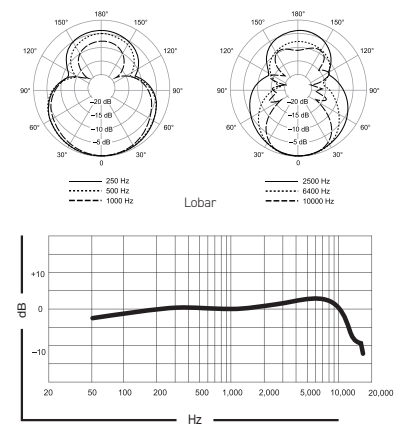 180° 180°
150° 150° 150° 150°
120° 120° 120° 120°
90° 90° 90° 90°
–20 dB –20 dB
–15 dB –15 dB
60° 60° 60° 60°
–10 dB –10 dB
–5 dB –5 dB
30° 30° 30° 30°
0 0
250 Hz 2500 Hz
500 Hz 6400 Hz
1000 Hz 10000 Hz
Lobar
+10
dB 0
–10
20 50 100 200 500 1,000 2,000 5,000 10,000 20,000
Hz